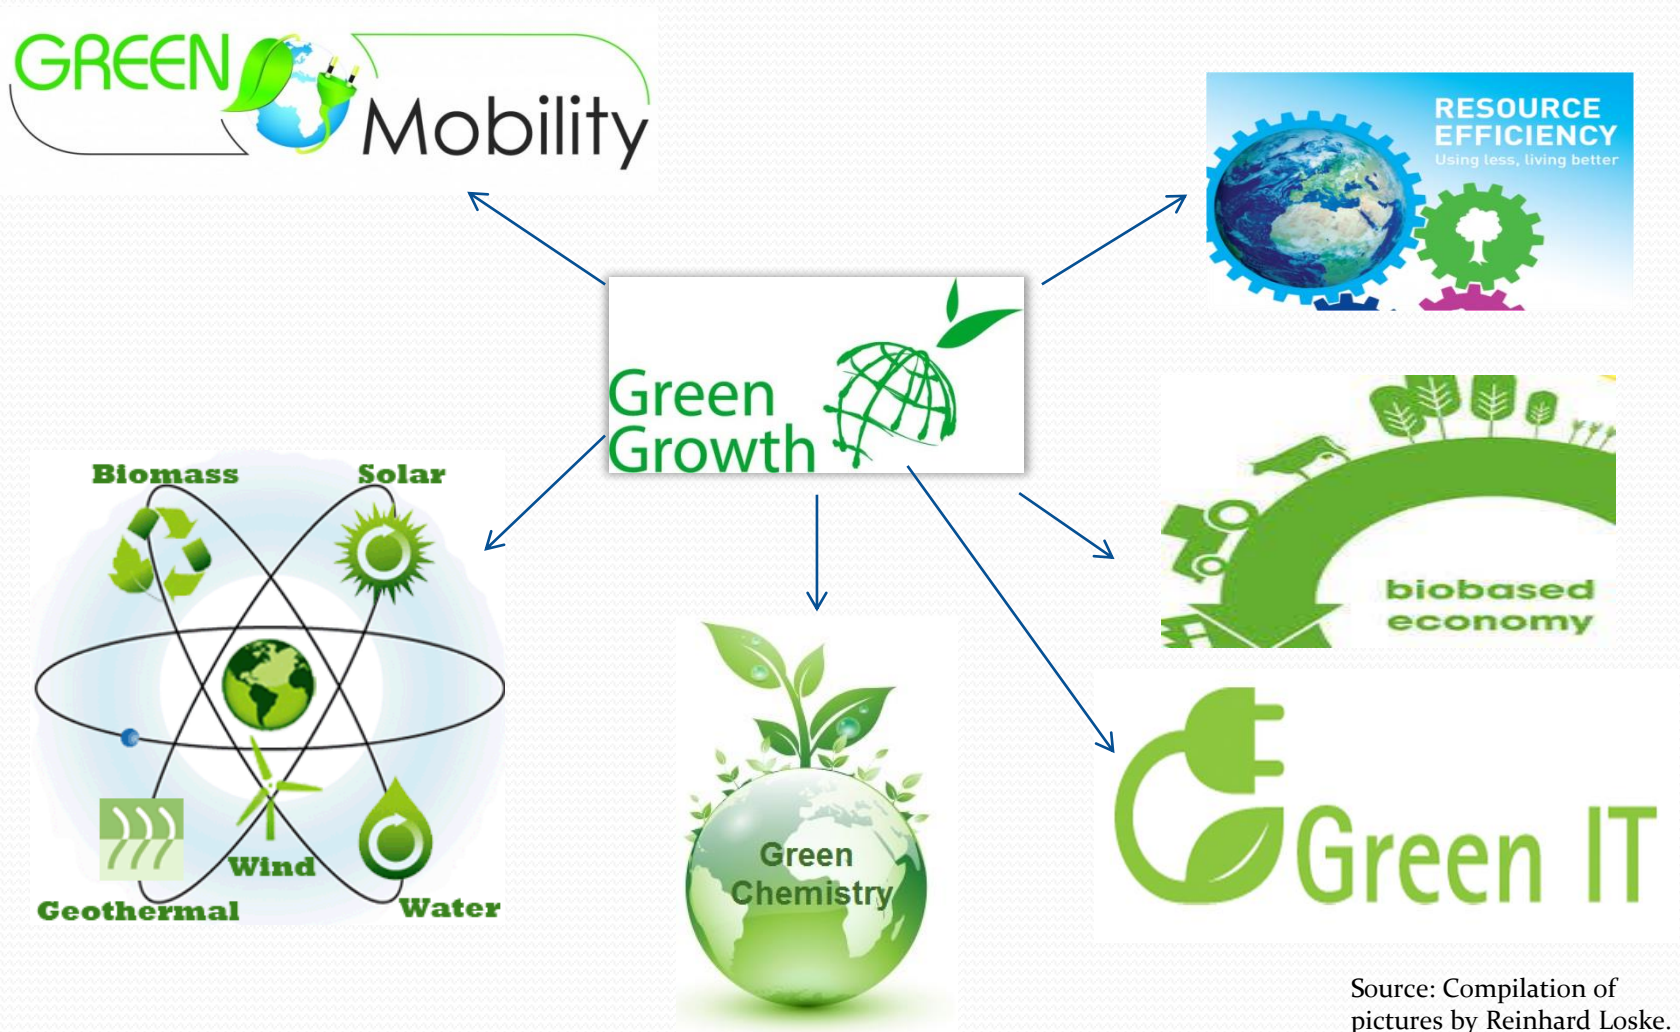 GREEN
Mobility
RESOURCE
EFFICIENCY
Using less, living better
Green
Growth
biobased
economy
Biomass
Solar
Wind
Geothermal
Water
Green
Chemistry
Green IT
Source: Compilation of
pictures by Reinhard Loske.